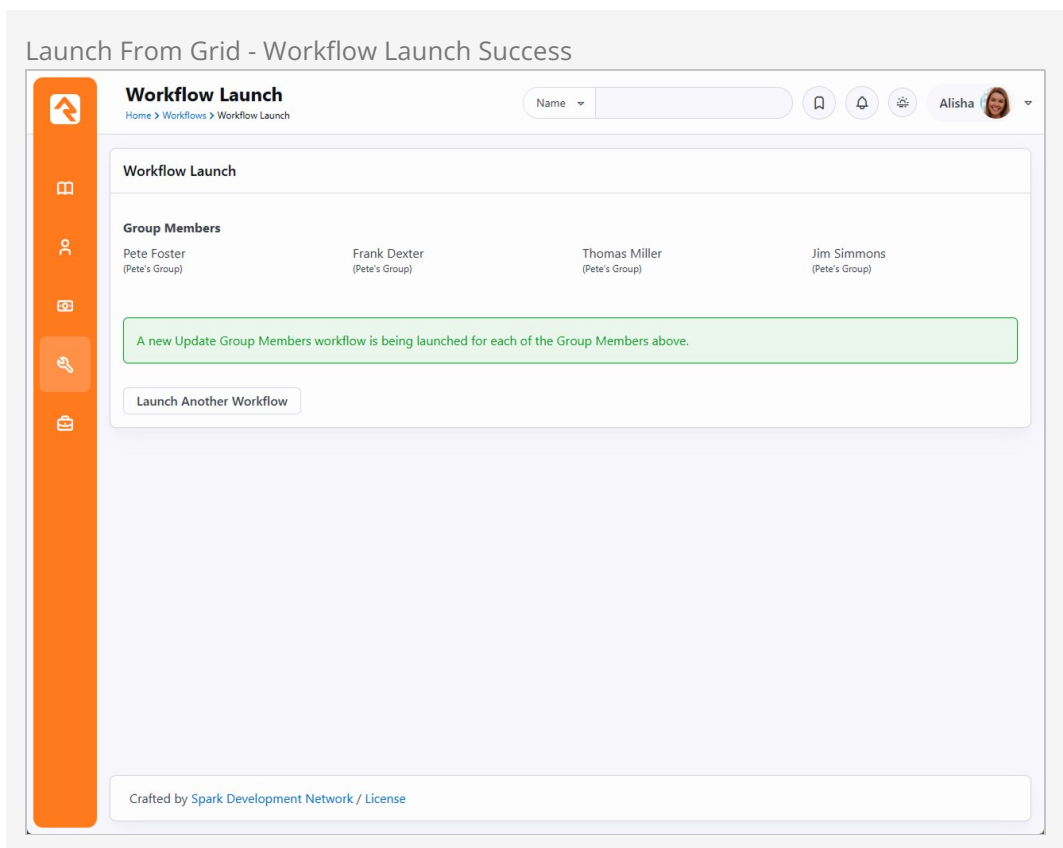 Launch From Grid - Workflow Launch Success
Workflow Launch
Home > Workflows > Workflow Launch
Name
Alisha
Workflow Launch
Group Members
Pete Foster Frank Dexter Thomas Miller Jim Simmons
(Pete's Group) (Pete's Group) (Pete's Group) (Pete's Group)
A new Update Group Members workflow is being launched for each of the Group Members above.
Launch Another Workflow
Crafted by Spark Development Network / License